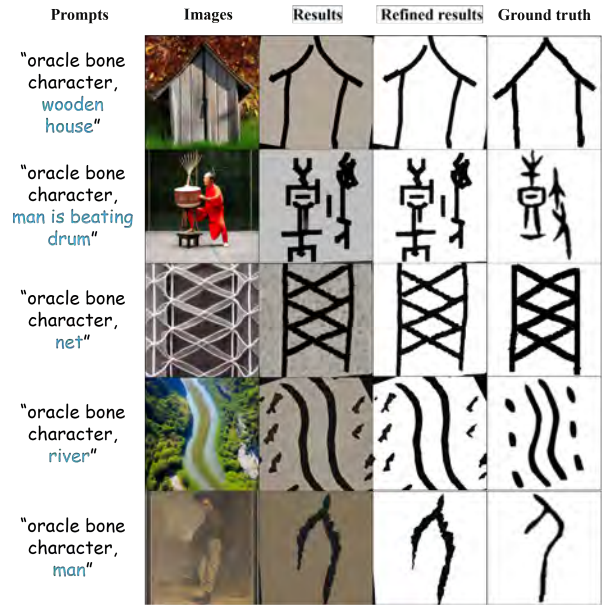 Prompts Images Results Refined results Ground truth
“oracle bone
character,
wooden
house”
“oracle bone
character,
man is beating
drum”
“oracle bone
character,
net”
“oracle bone
character,
river”
“oracle bone
character,
man”